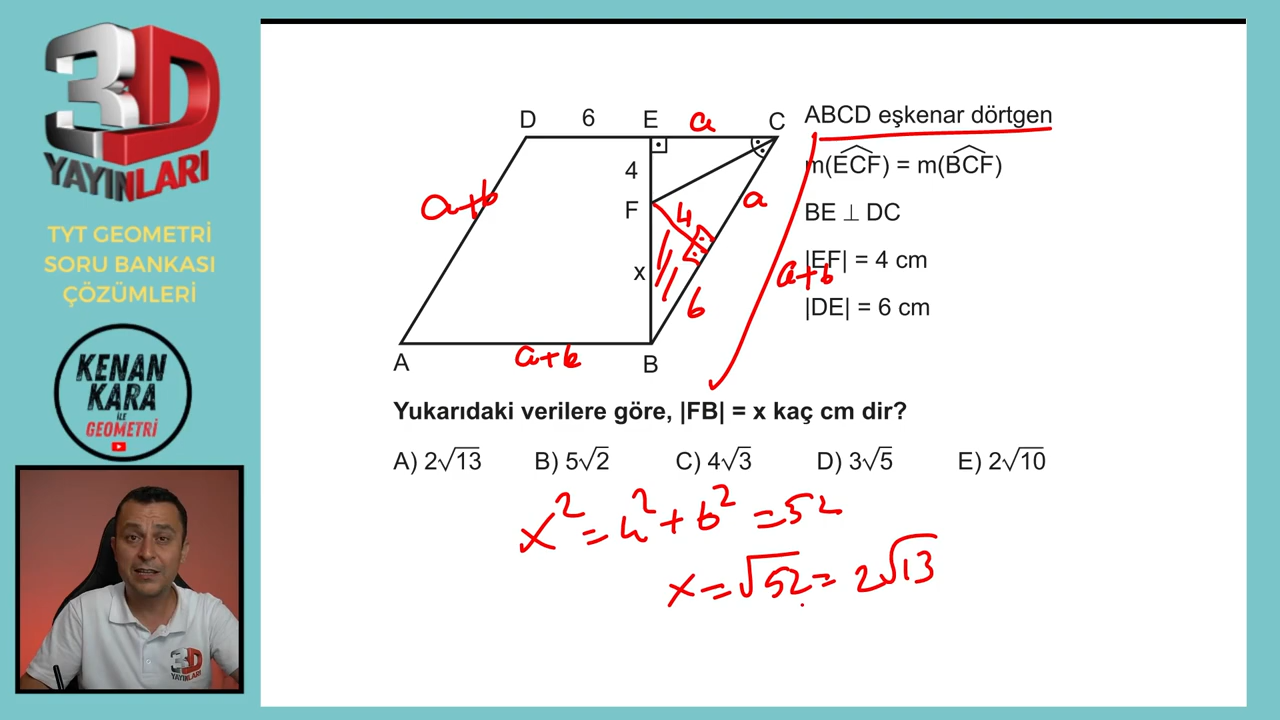 3D
YAYINLARI
TYT GEOMETRİ
SORU BANKASI
ÇÖZÜMLERİ
KENAN
KARA
İLE
GEOMETRİ
3D
YAYINLARI
D 6 E a C
4
a+b
F
4
a
x
6
a+b
A
a+b
B
ABCD eşkenar dörtgen
m(ECF) = m(BCF)
BE ⊥ DC
|EF| = 4 cm
|DE| = 6 cm
Yukarıdaki verilere göre, |FB| = x kaç cm dir?
A) 2√13 B) 5√2 C) 4√3 D) 3√5 E) 2√10
x² = 4² + 6² = 52
x = √52 = 2√13